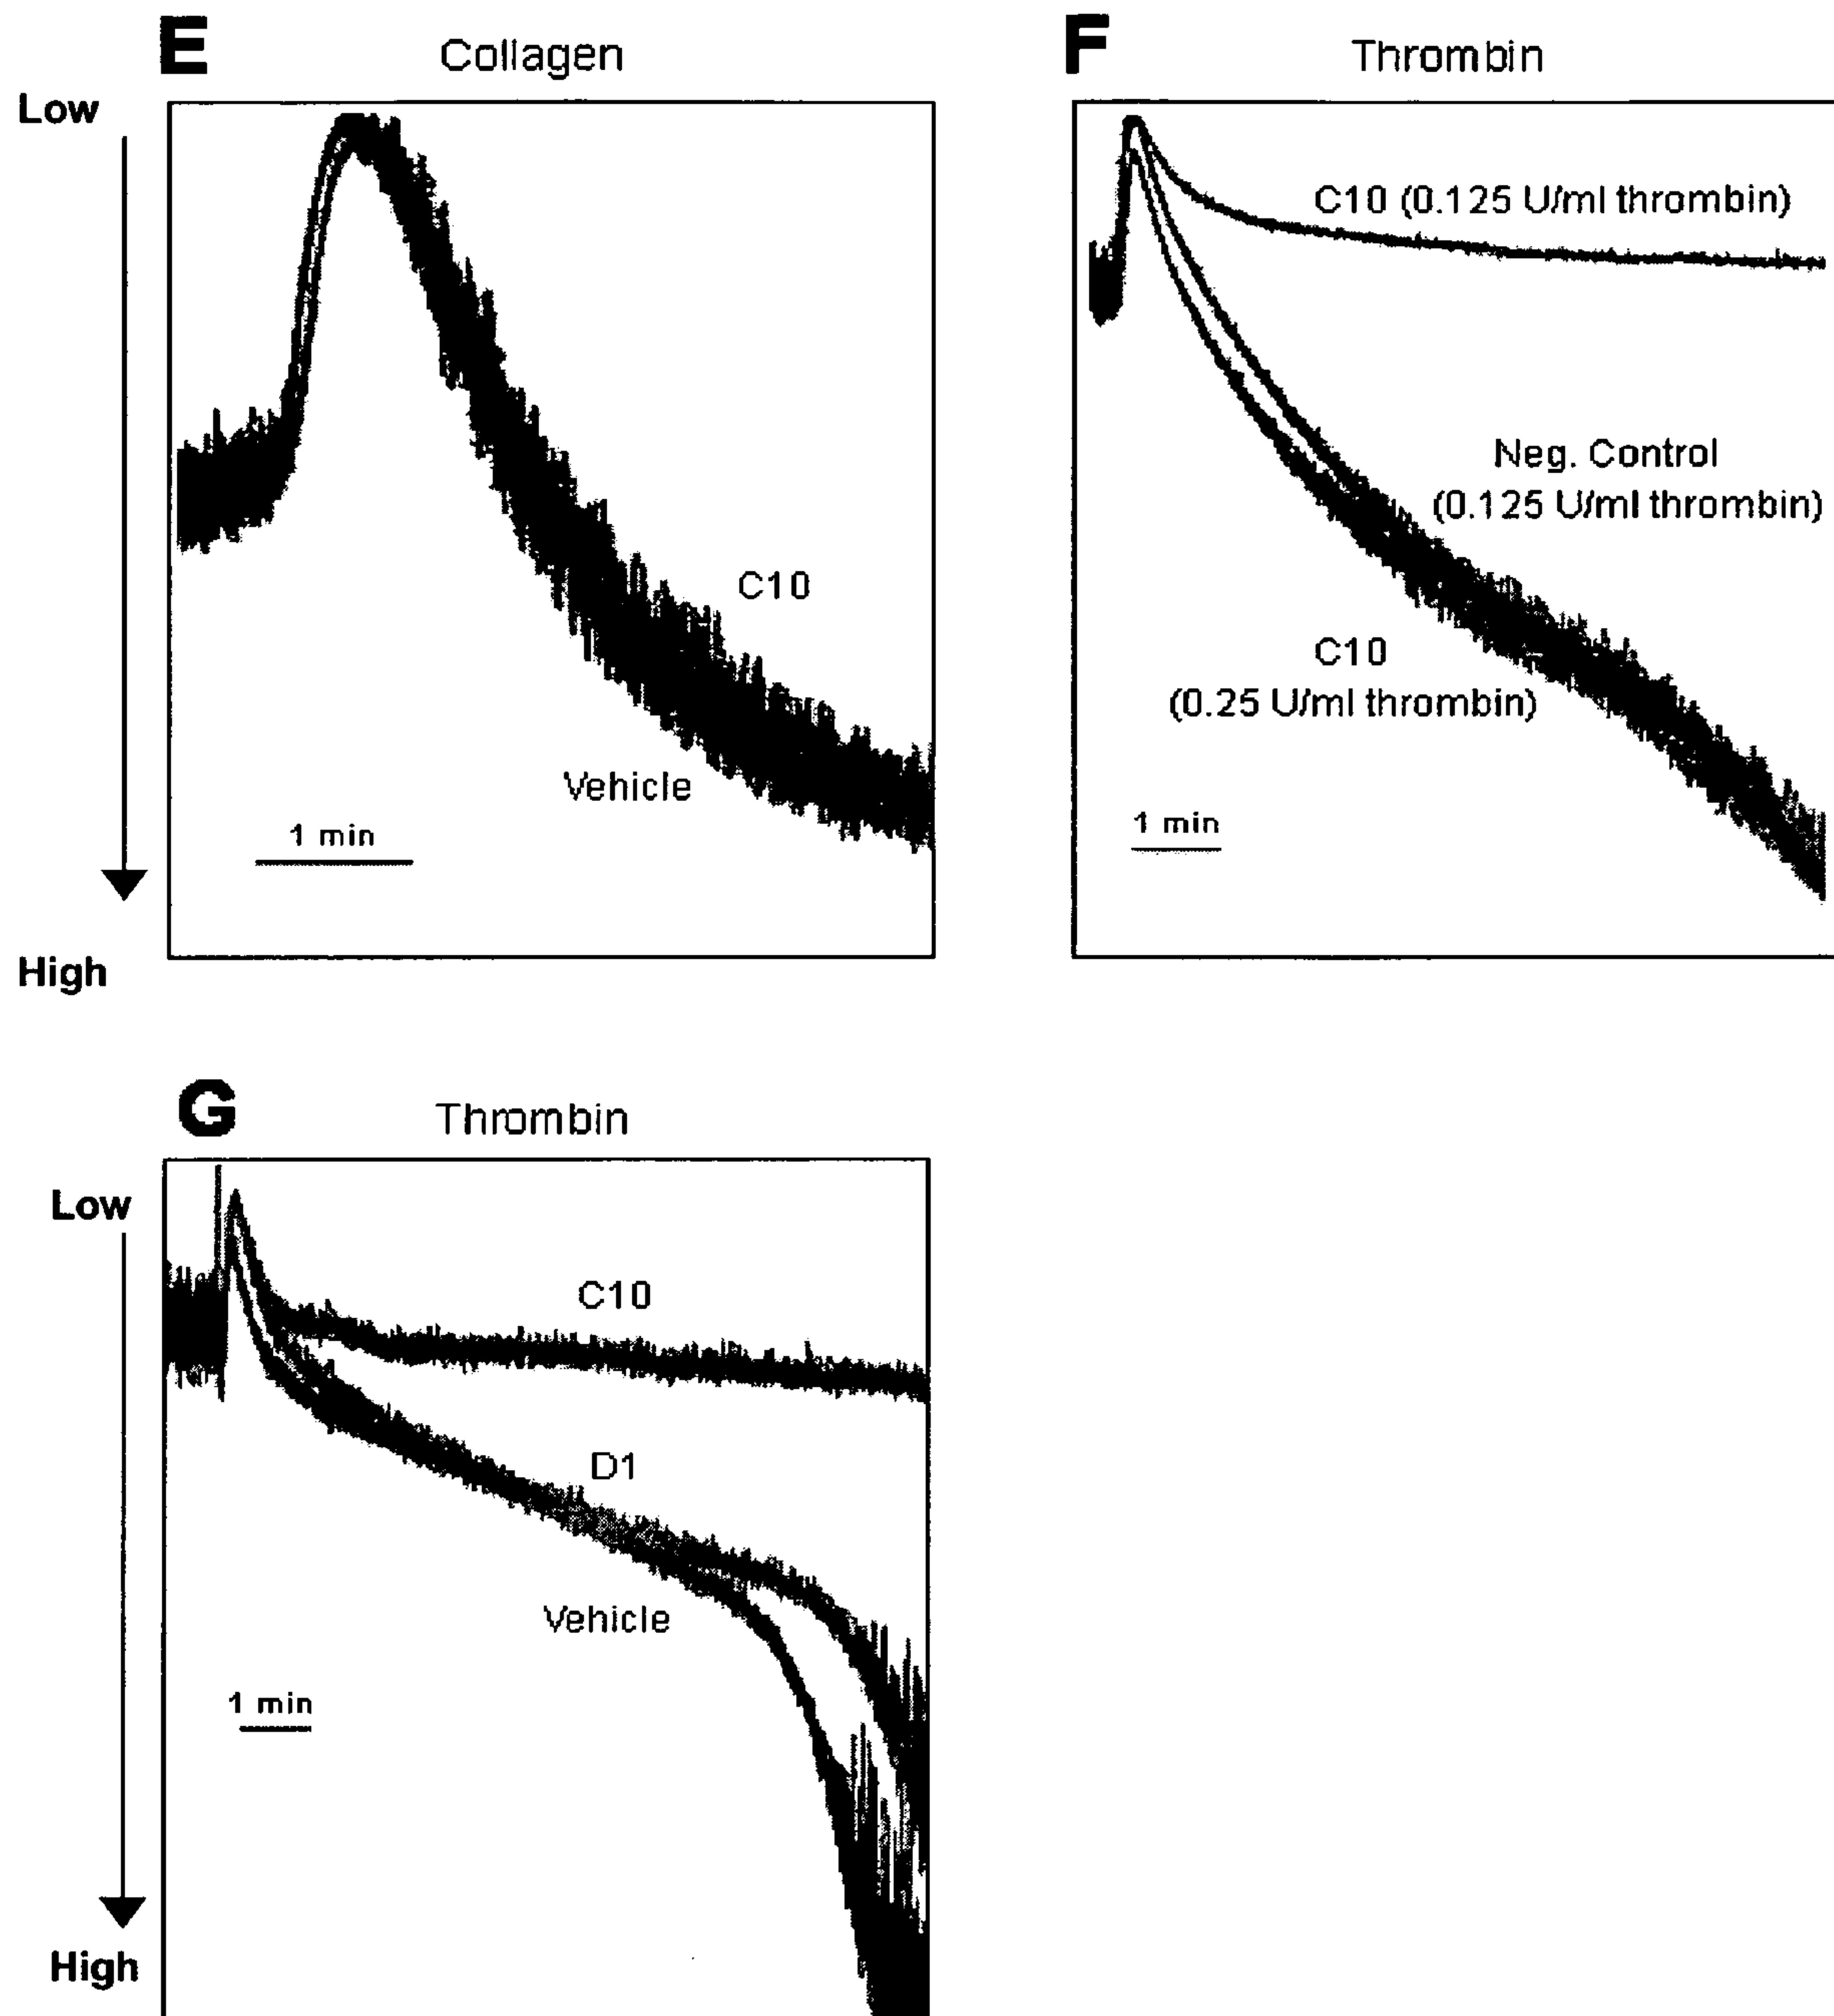 E
Collagen
Low
High
C10
Vehicle
1 min
F
Thrombin
C10 (0.125 U/ml thrombin)
Neg. Control
(0.125 U/ml thrombin)
C10
(0.25 U/ml thrombin)
1 min
G
Thrombin
Low
High
C10
D1
Vehicle
1 min